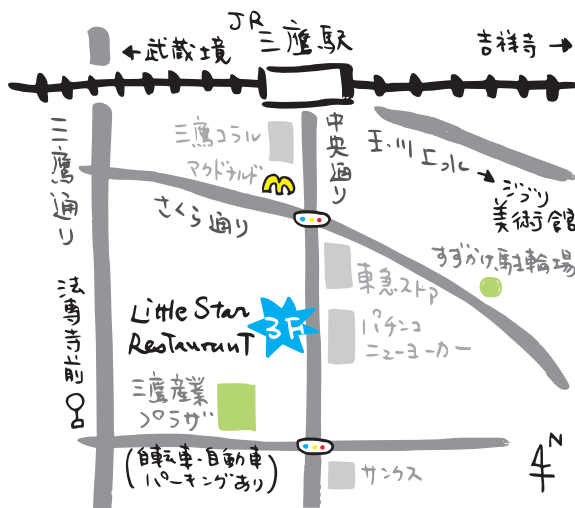 JR
三鷹駅
←武蔵境
吉祥寺→
三鷹通り
三鷹コラル
マクドナルド
中央通り
玉川上水
ジブリ
美術館
さくら通り
すずかけ駐輪場
東急ストア
法専寺前
Little Star
Restaurant
3F
パチンコ
ニューヨーカー
三鷹産業
プラザ
(自転車・自動車
パーキングあり)
サンクス
N